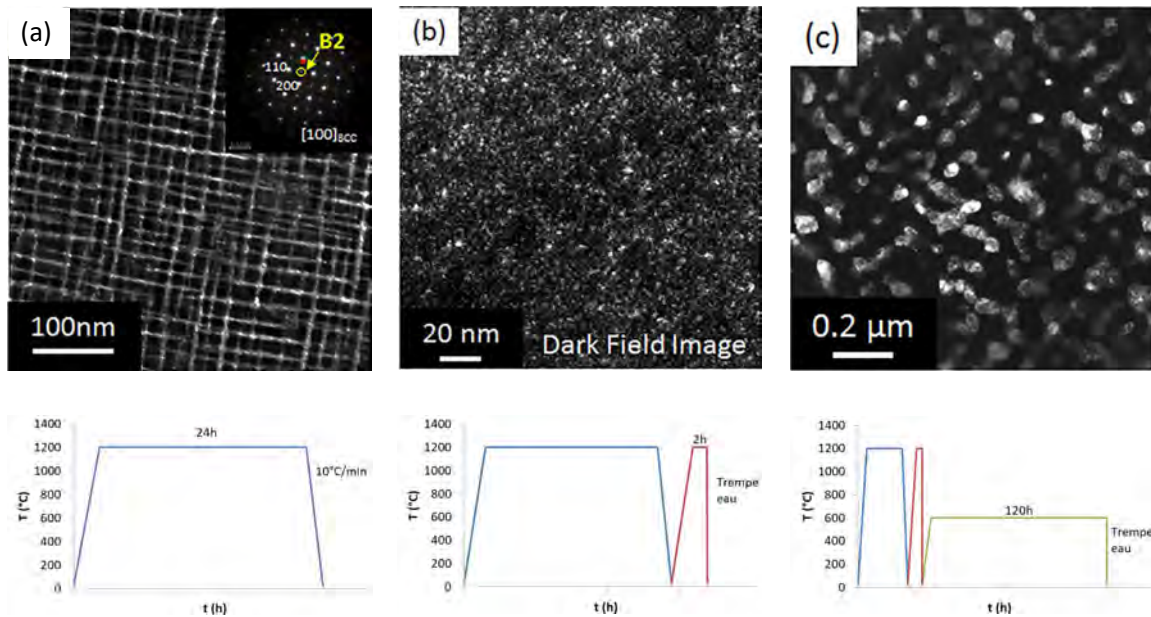 (a)
B2
110
200
[100]BCC
100nm
(b)
20 nm
Dark Field Image
(c)
0.2 µm
1400
1200
1000
800
600
400
200
0
T (°C)
24h
10°C/min
t (h)
1400
1200
1000
800
600
400
200
0
T (°C)
2h
Trempe
eau
t (h)
1400
1200
1000
800
600
400
200
0
T (°C)
120h
Trempe
eau
t (h)